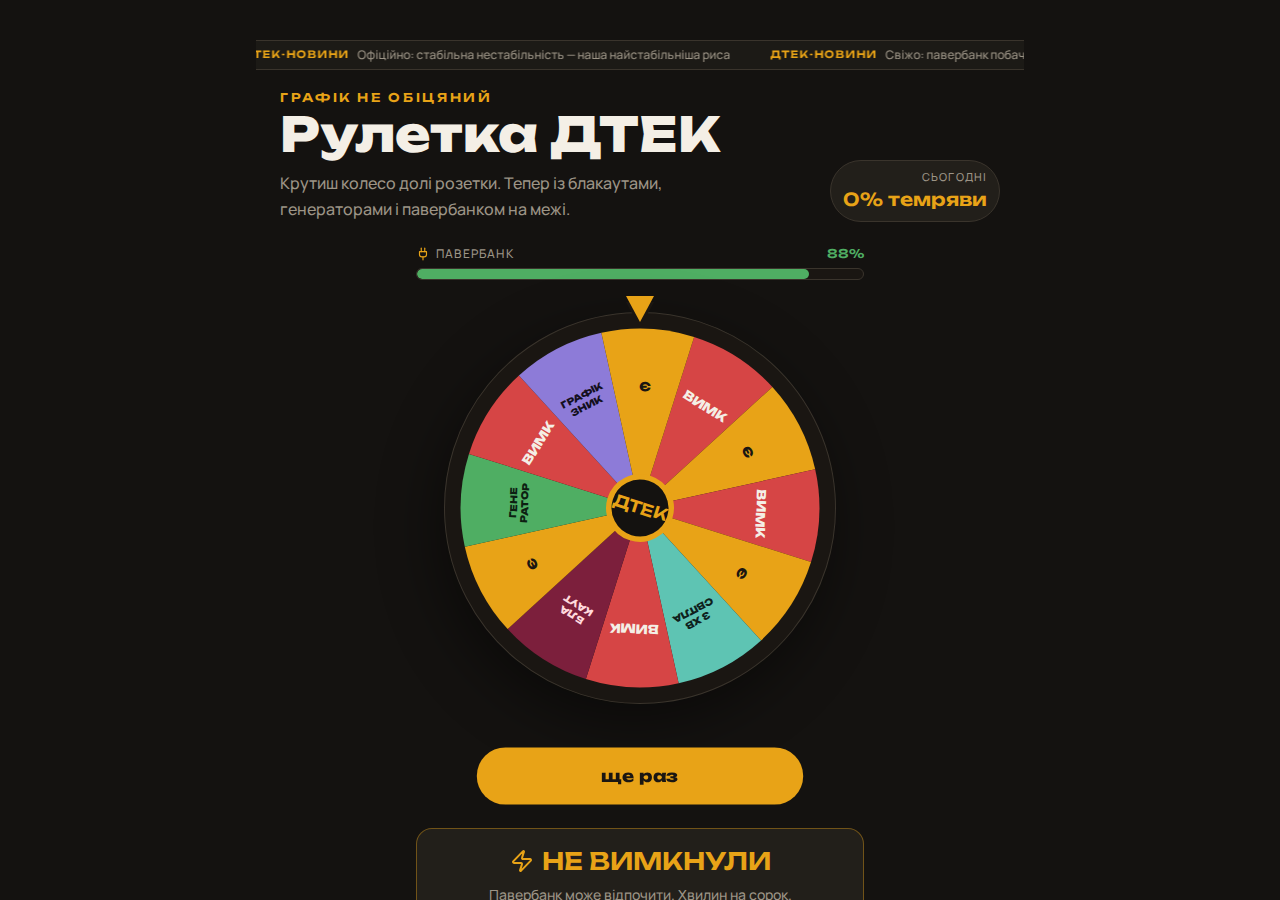 ТЕК-НОВИНИ Офіційно: стабільна нестабільність — наша найстабільніша риса ДТЕК-НОВИНИ Свіжо: павербанк побач
ГРАФІК НЕ ОБІЦЯНИЙ
Рулетка ДТЕК
Крутиш колесо долі розетки. Тепер із блакаутами,
генераторами і павербанком на межі.
СЬОГОДНІ
0% темряви
ПАВЕРБАНК 88%
Є
ВИМК
Є
ВИМК
Є
3 ХВ
СВІТЛА
ВИМК
БЛА
КАУТ
Є
ГЕНЕ
РАТОР
ВИМК
ГРАФІК
ЗНИК
ДТЕК
ще раз
НЕ ВИМКНУЛИ
Павербанк може відпочити. Хвилин на сорок.